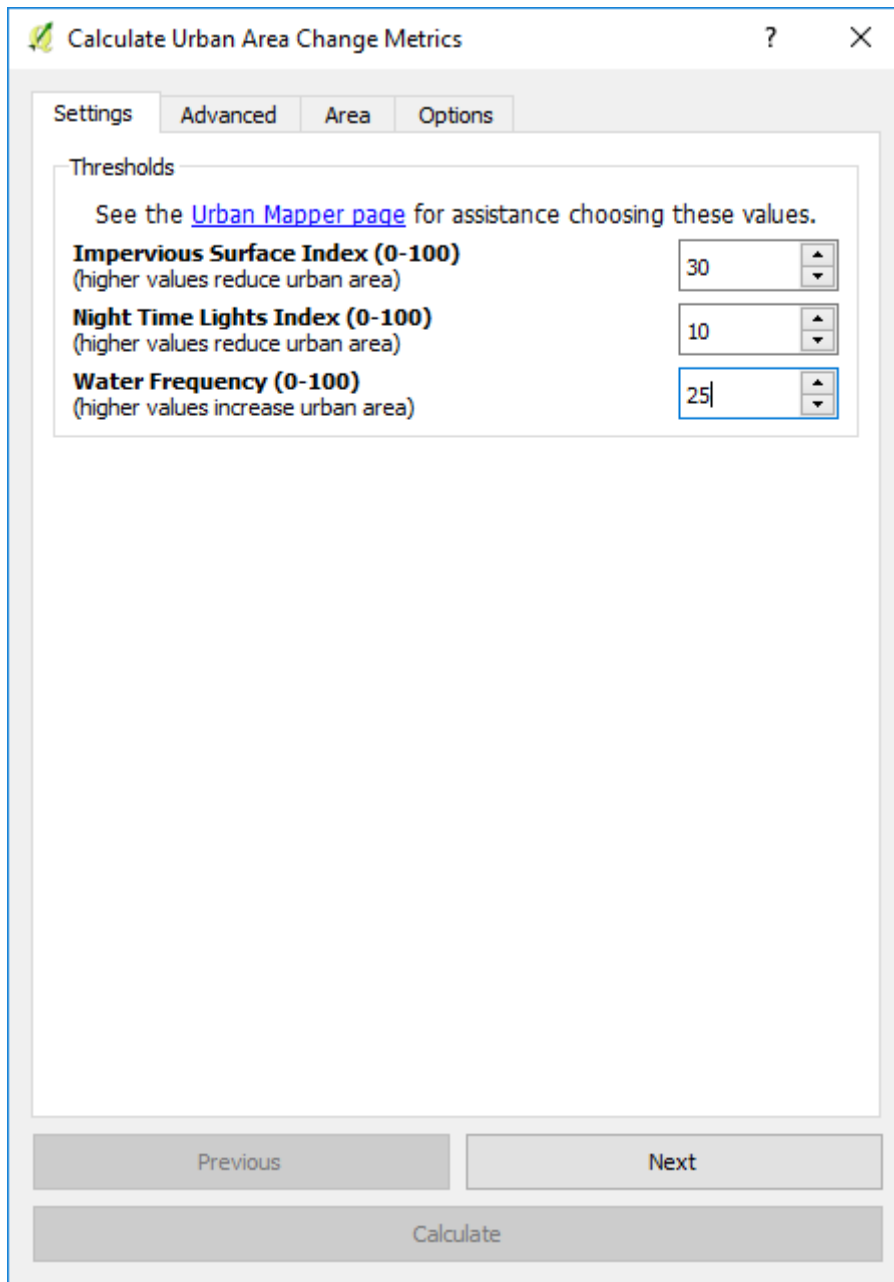 Calculate Urban Area Change Metrics ?
Settings Advanced Area Options
Thresholds
See the Urban Mapper page for assistance choosing these values.
Impervious Surface Index (0-100)
(higher values reduce urban area)
30
Night Time Lights Index (0-100)
(higher values reduce urban area)
10
Water Frequency (0-100)
(higher values increase urban area)
25
Previous Next
Calculate